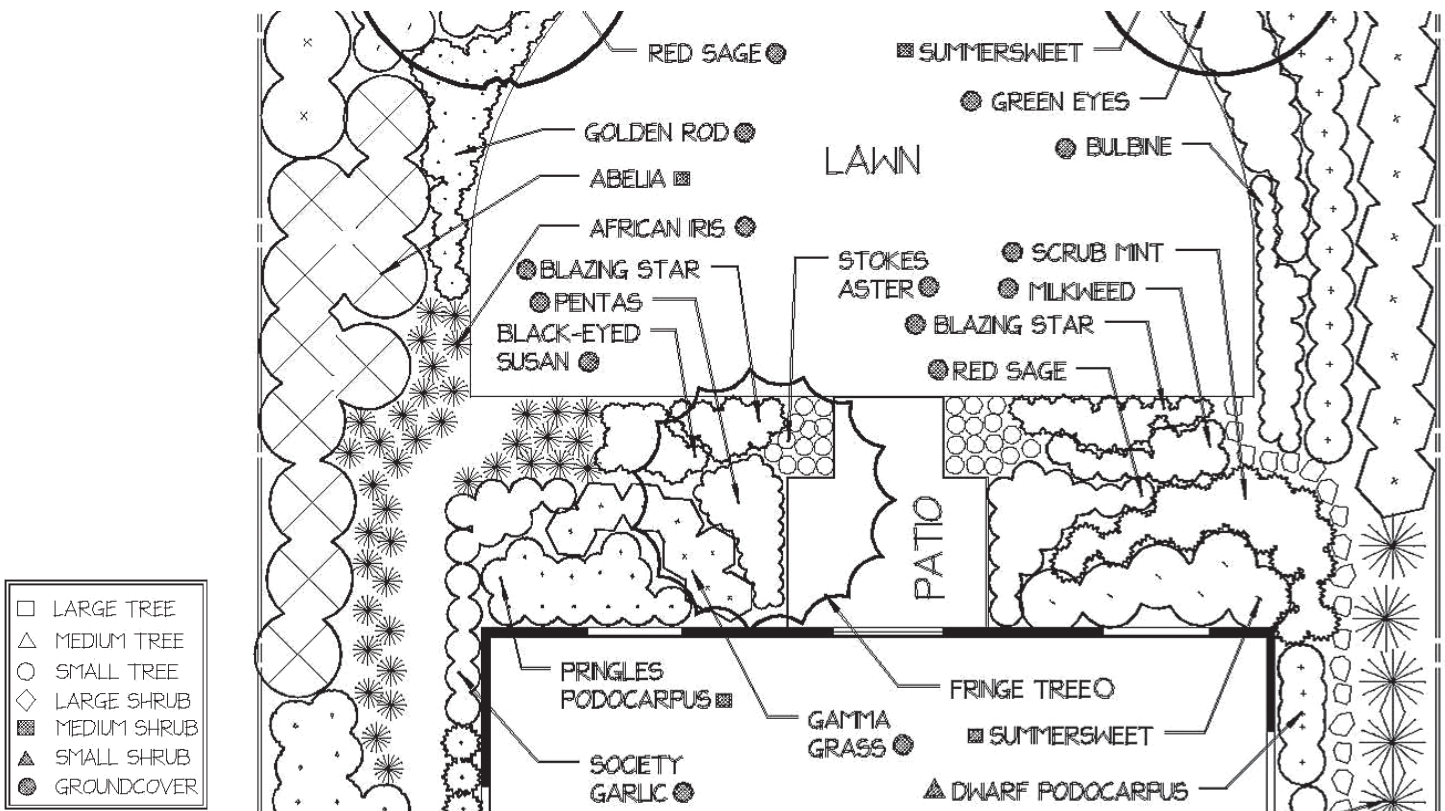 RED SAGE
SUMMERSWEET
GREEN EYES
GOLDEN ROD
BULBINE
LAWN
ABELIA
AFRICAN IRIS
BLAZING STAR
STOKES
ASTER
SCRUB MINT
PENTAS
MILKWEED
BLACK-EYED
SUSAN
BLAZING STAR
RED SAGE
PATIO
LARGE TREE
MEDIUM TREE
SMALL TREE
LARGE SHRUB
MEDIUM SHRUB
SMALL SHRUB
GROUNDCOVER
PRINGLES
PODOCARPUS
FRINGE TREE
GAMMA
GRASS
SUMMERSWEET
SOCIETY
GARLIC
DWARF PODOCARPUS